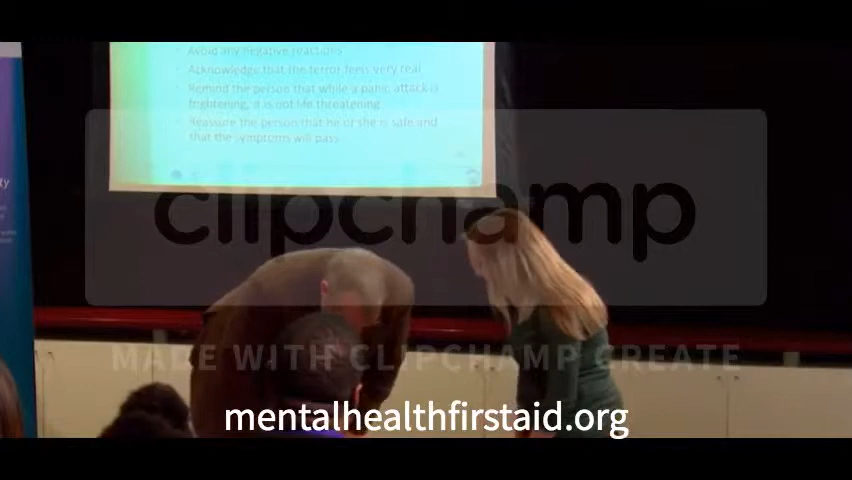 Avoid any negative reactions
Acknowledge that the terror feels very real
Remind the person that while a panic attack is
frightening, it is not life threatening
Reassure the person that he or she is safe and
that the symptoms will pass
clipchamp
MADE WITH CLIPCHAMP CREATE
mentalhealthfirstaid.org